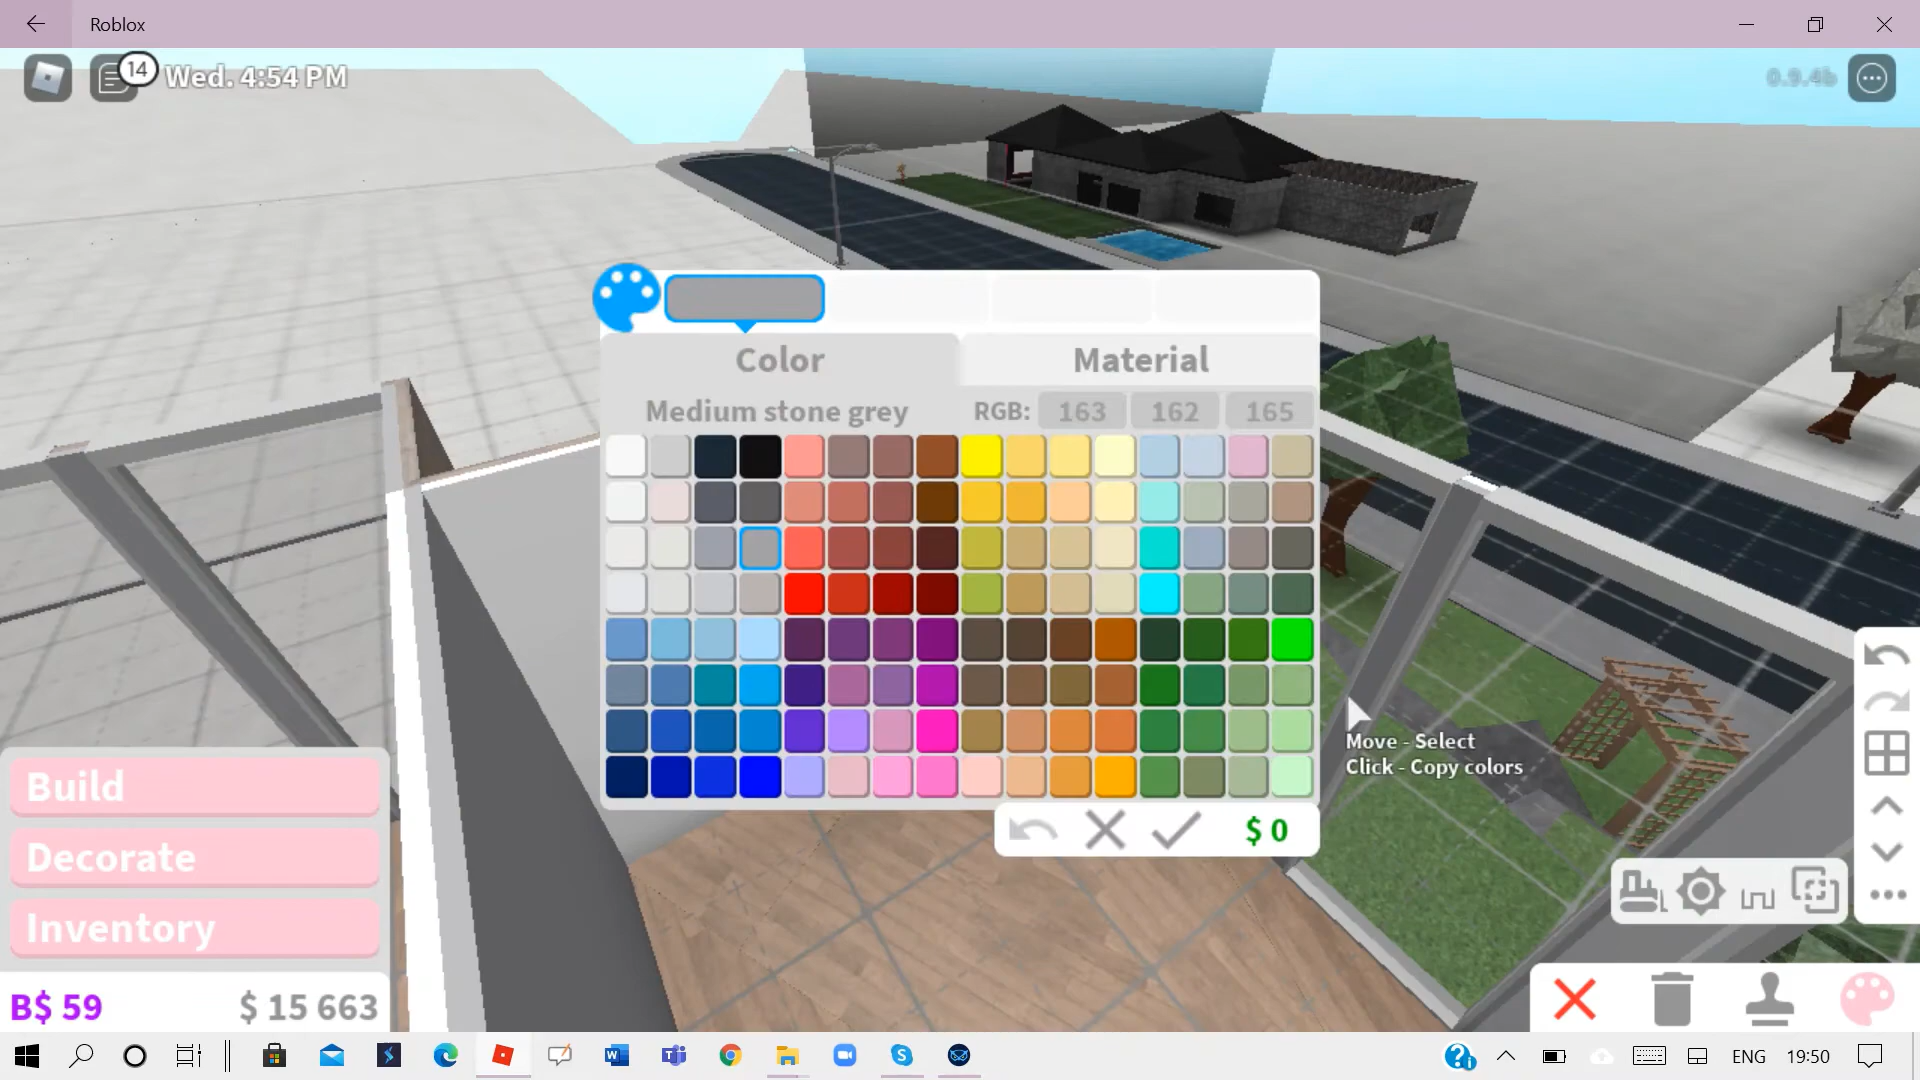 Roblox
14
Wed. 4:54 PM
0.9.4b
Color
Material
Medium stone grey
RGB: 163 162 165
Move - Select
Click - Copy colors
Build
Decorate
Inventory
$ 0
B$ 59
$ 15 663
ENG
19:50